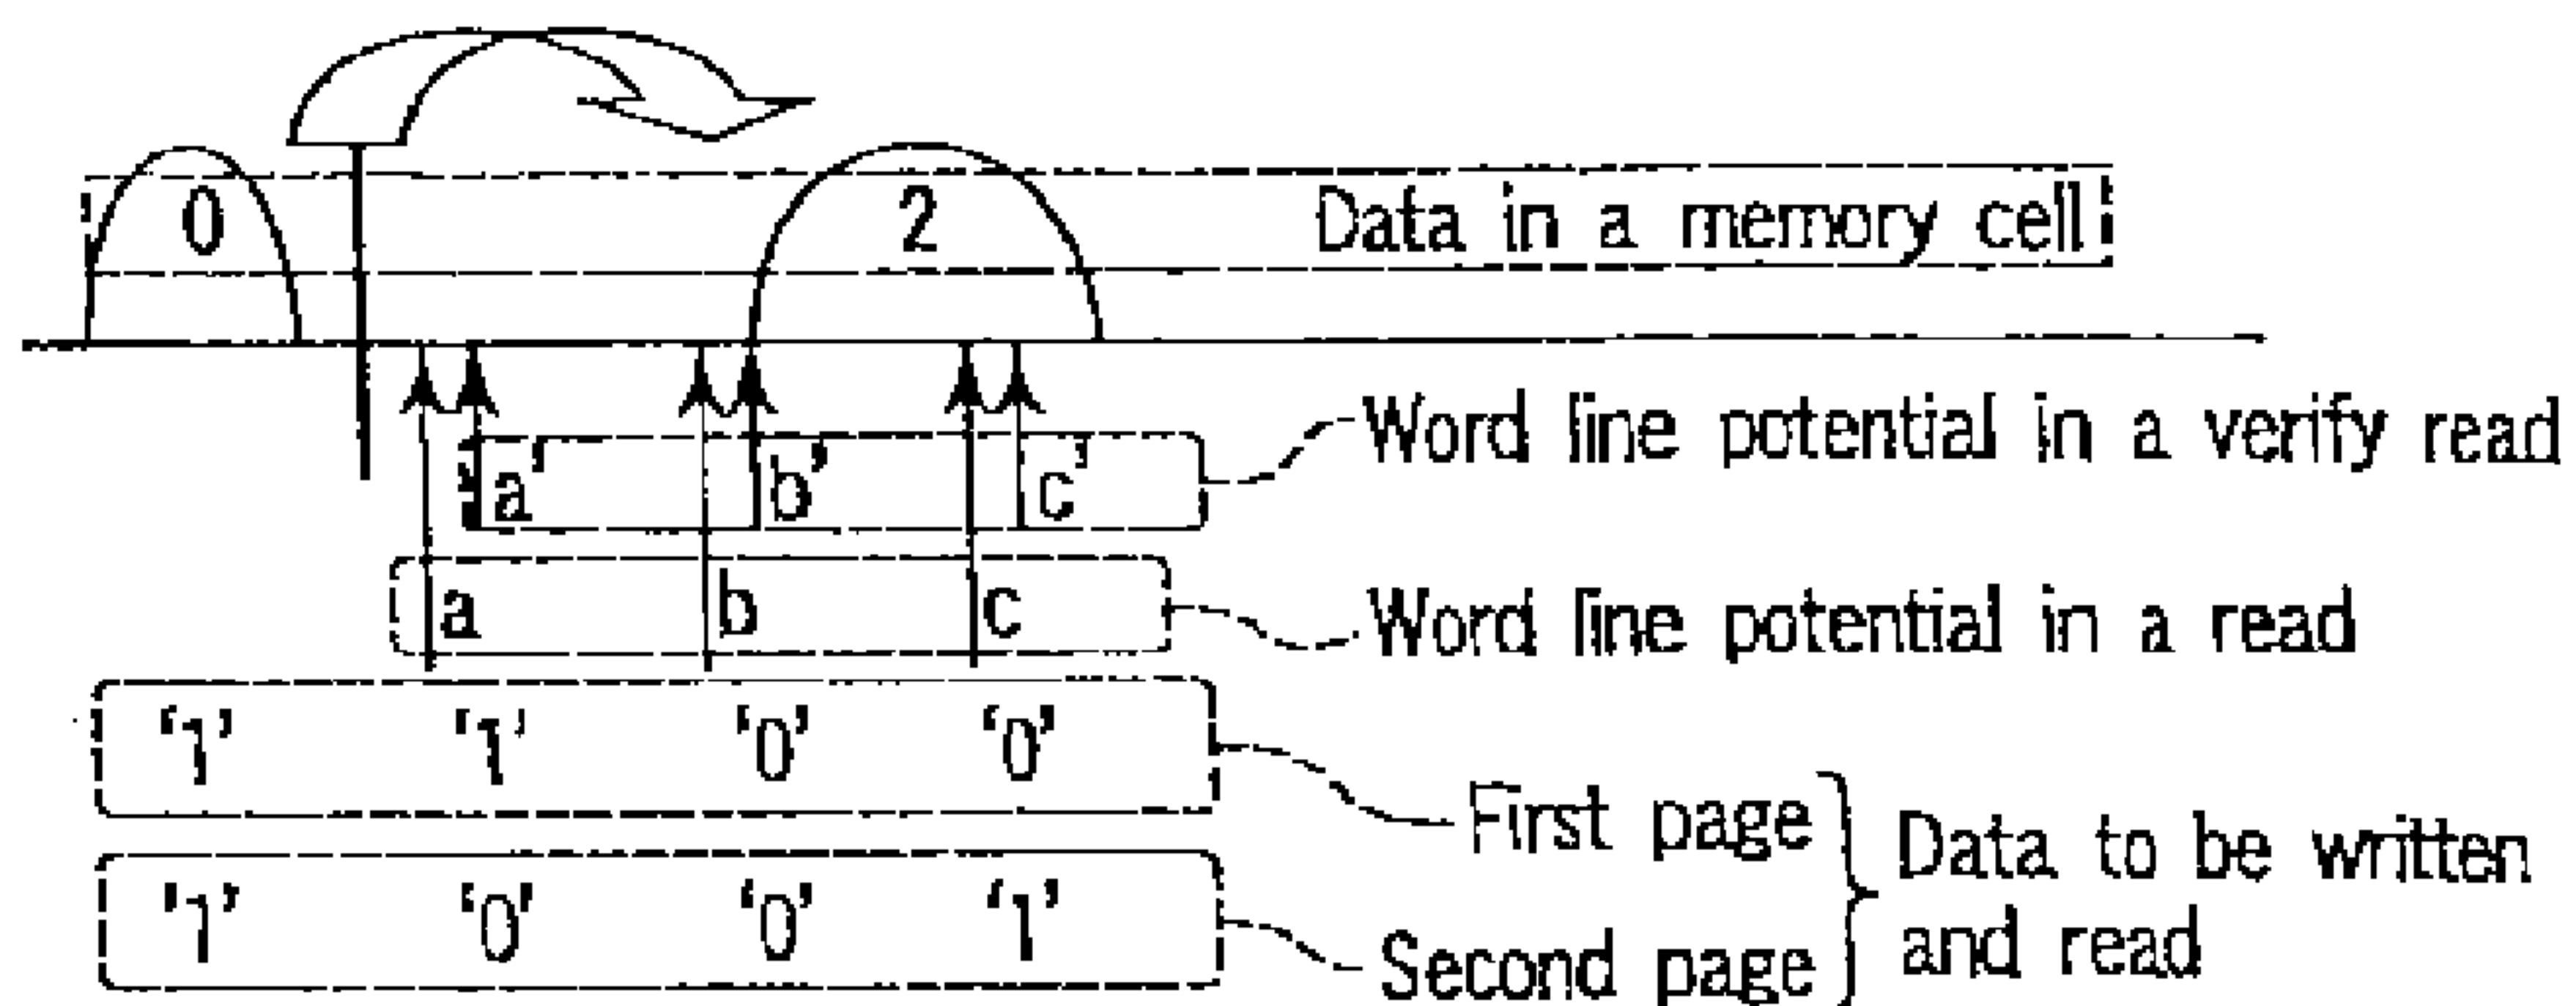 0 2 Data in a memory cell
a' b' c' Word line potential in a verify read
a b c Word line potential in a read
'1' '1' '0' '0' First page
'1' '0' '0' '1' Second page
Data to be written
and read